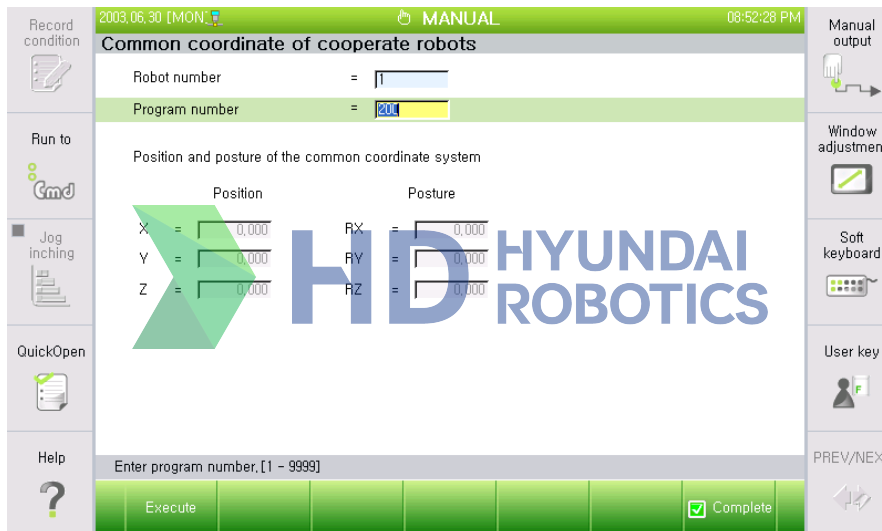 Record condition
2003,06,30 [MON]
MANUAL
08:52:28 PM
Manual output
Common coordinate of cooperate robots
Robot number = 1
Program number = 200
Run to
Cmd
Window adjustmen
Position and posture of the common coordinate system
Position Posture
X = 0,000 RX = 0,000
Y = 0,000 RY = 0,000
Z = 0,000 RZ = 0,000
HD HYUNDAI ROBOTICS
Jog inching
Soft keyboard
QuickOpen
User key
F
Help
?
PREV/NEX
Enter program number,[1 - 9999]
Execute
Complete